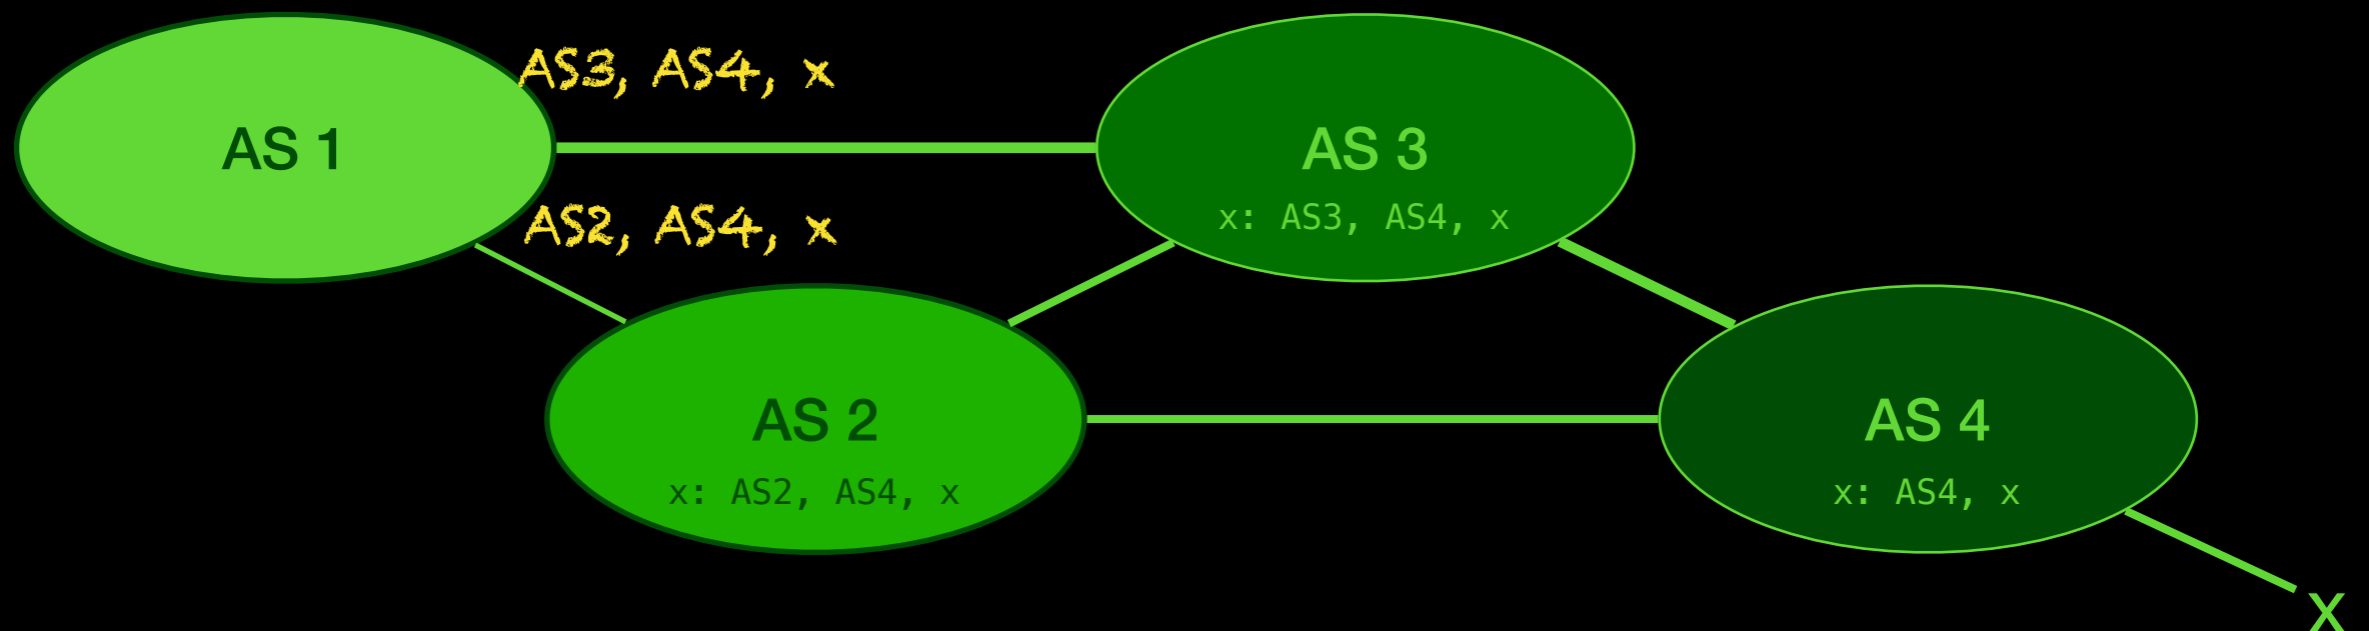 AS3, AS4, x
AS 1
AS 3
x: AS3, AS4, x
AS2, AS4, x
AS 2
x: AS2, AS4, x
AS 4
x: AS4, x
x